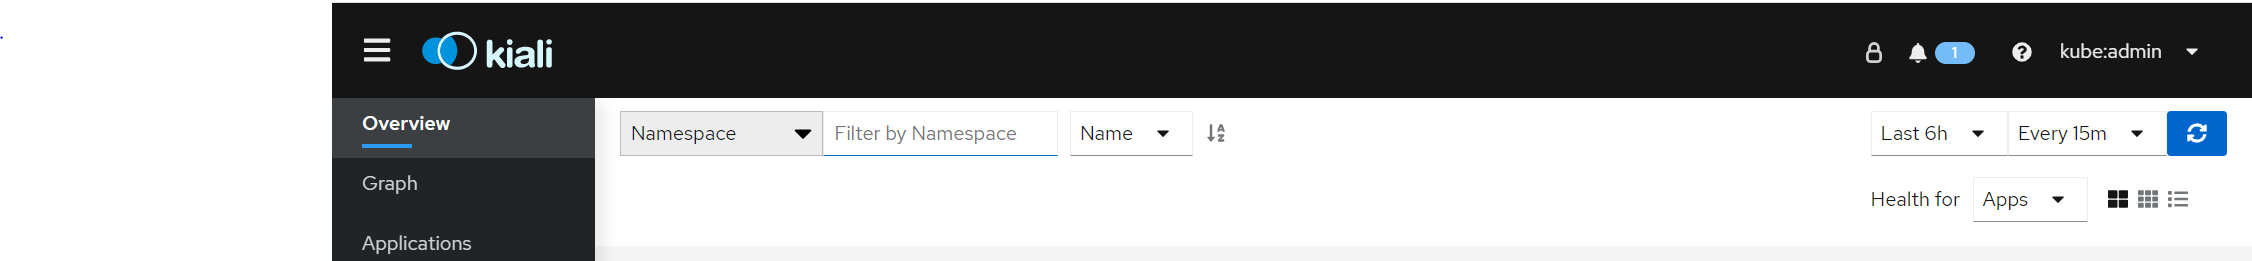 kiali
1
kube:admin
Overview
Graph
Applications
Namespace Filter by Namespace Name A Z Last 6h Every 15m
Health for Apps